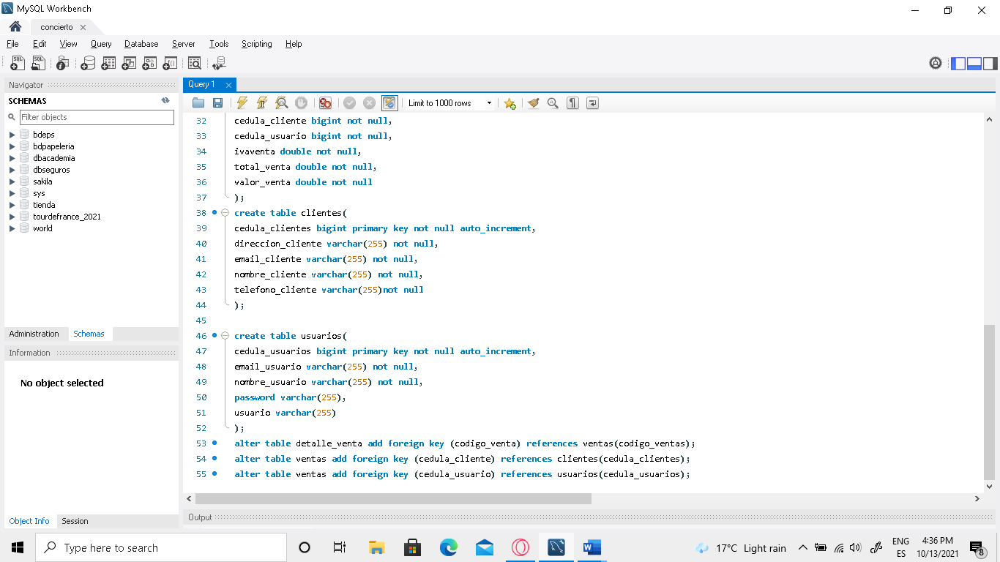 MySQL Workbench
concierto
File Edit View Query Database Server Tools Scripting Help
Navigator
SCHEMAS
Filter objects
bdeps
bdpapeleria
dbacademia
dbseguros
sakila
sys
tienda
tourdefrance_2021
world
Administration Schemas
Information
No object selected
Object Info Session
Query 1
Limit to 1000 rows
32 cedula_cliente bigint not null,
33 cedula_usuario bigint not null,
34 ivaventa double not null,
35 total_venta double not null,
36 valor_venta double not null
37 );
38 create table clientes(
39 cedula_clientes bigint primary key not null auto_increment,
40 direccion_cliente varchar(255) not null,
41 email_cliente varchar(255) not null,
42 nombre_cliente varchar(255) not null,
43 telefono_cliente varchar(255)not null
44 );
45
46 create table usuarios(
47 cedula_usuarios bigint primary key not null auto_increment,
48 email_usuario varchar(255) not null,
49 nombre_usuario varchar(255) not null,
50 password varchar(255),
51 usuario varchar(255)
52 );
53 alter table detalle_venta add foreign key (codigo_venta) references ventas(codigo_ventas);
54 alter table ventas add foreign key (cedula_cliente) references clientes(cedula_clientes);
55 alter table ventas add foreign key (cedula_usuario) references usuarios(cedula_usuarios);
Output
Type here to search
17°C Light rain
ENG
ES
4:36 PM
10/13/2021
8